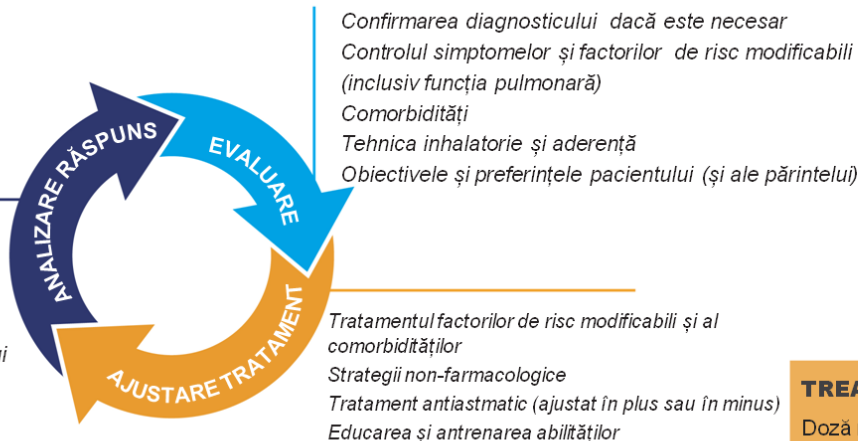 Confirmarea diagnosticului dacă este necesar
Controlul simptomelor și factorilor de risc modificabili
(inclusiv funcția pulmonară)
Comorbidități
Tehnica inhalatorie și aderență
Obiectivele și preferințele pacientului (și ale părintelui)
ANALIZARE RĂSPUNS
EVALUARE
AJUSTARE TRATAMENT
Tratamentul factorilor de risc modificabili și al
comorbidităților
Strategii non-farmacologice
Tratament antiastmatic (ajustat în plus sau în minus)
Educarea și antrenarea abilităților
Doză